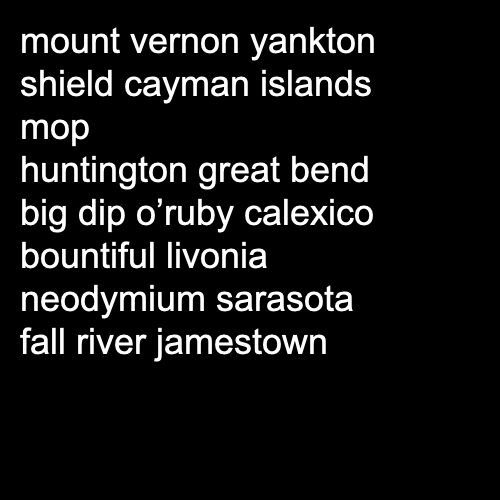 mount vernon yankton
shield cayman islands
mop
huntington great bend
big dip o’ruby calexico
bountiful livonia
neodymium sarasota
fall river jamestown